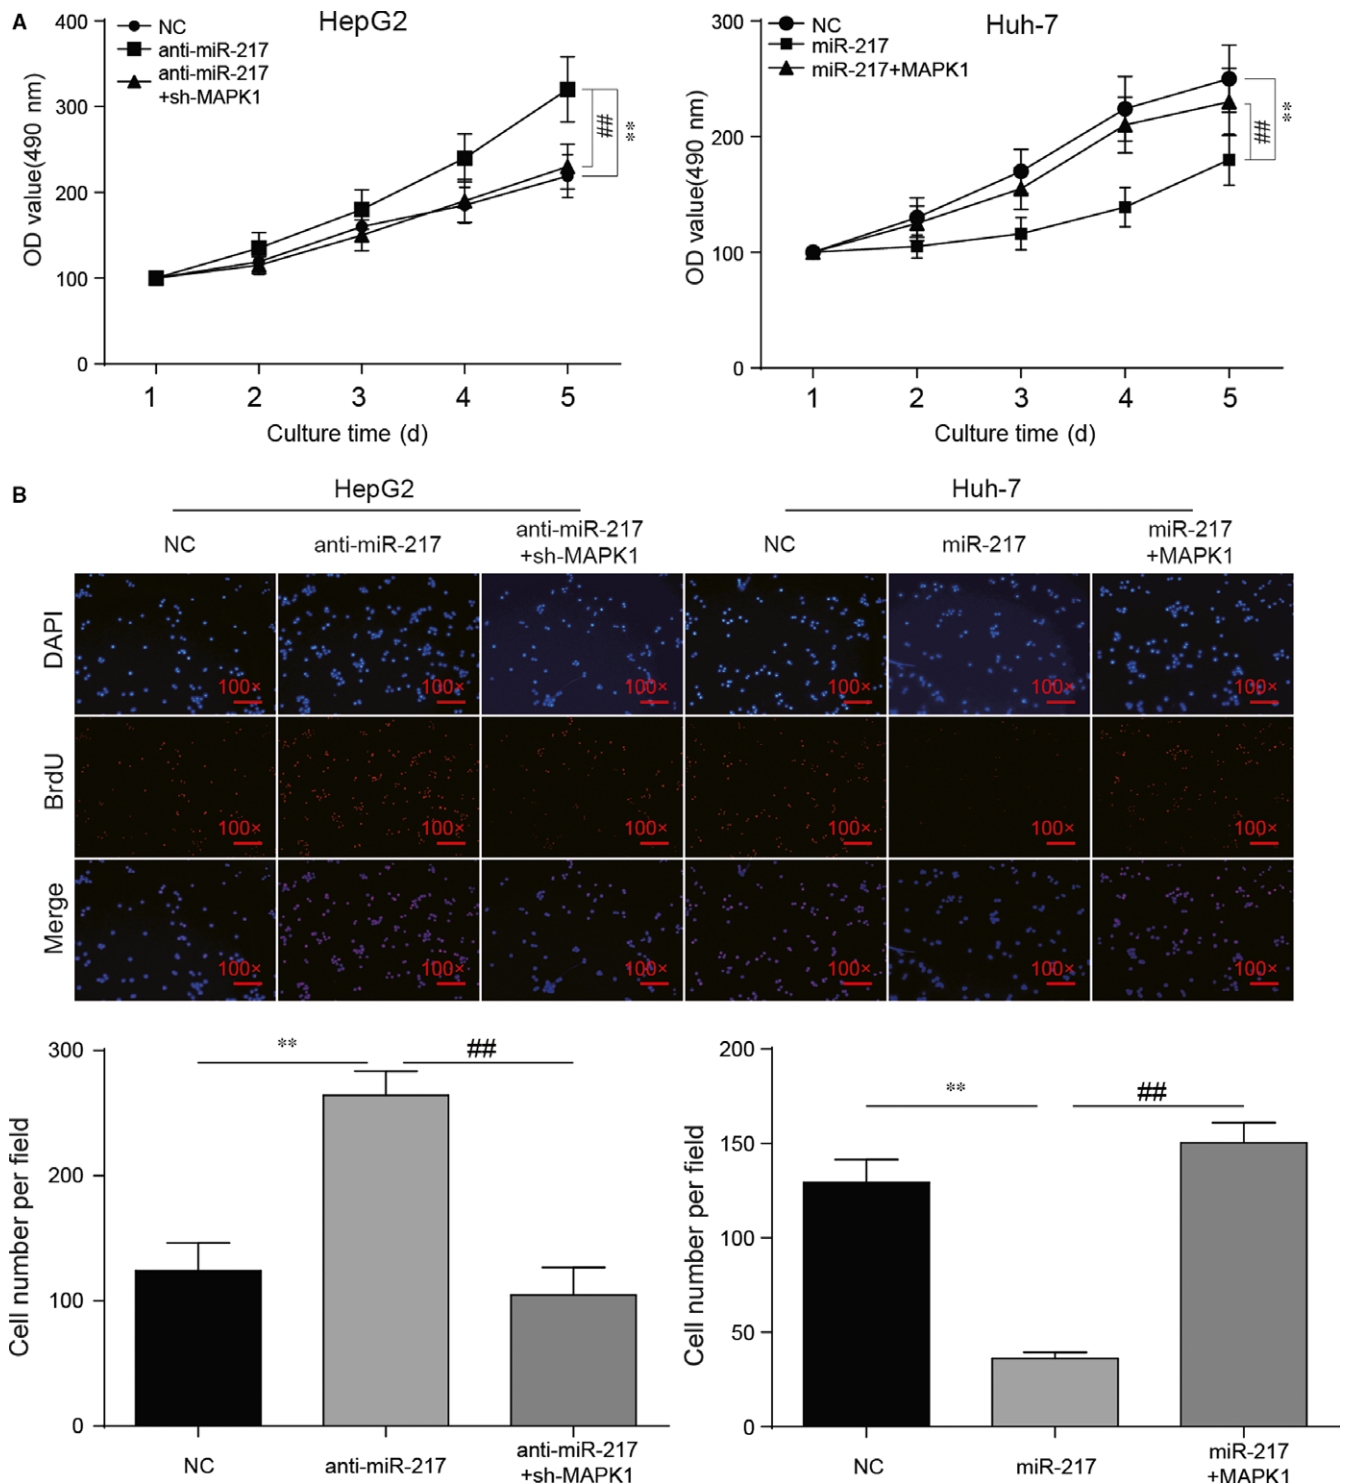 A
HepG2
NC
anti-miR-217
anti-miR-217
+sh-MAPK1
OD value(490 nm)
400
300
200
100
0
##
**
1 2 3 4 5
Culture time (d)
Huh-7
NC
miR-217
miR-217+MAPK1
OD value(490 nm)
300
200
100
0
##
**
1 2 3 4 5
Culture time (d)
B
HepG2 Huh-7
NC anti-miR-217 anti-miR-217
+sh-MAPK1 NC miR-217 miR-217
+MAPK1
DAPI
100× 100× 100× 100× 100× 100×
BrdU
100× 100× 100× 100× 100× 100×
Merge
100× 100× 100× 100× 100× 100×
Cell number per field
300
200
100
0
** ##
NC anti-miR-217 anti-miR-217
+sh-MAPK1
Cell number per field
200
150
100
50
0
** ##
NC miR-217 miR-217
+MAPK1